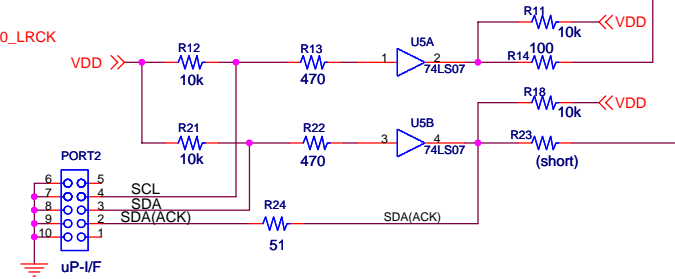 0_LRCK
VDD
R12
10k
R13
470
1
U5A
2
74LS07
R11
10k
VDD
100
R14
R21
10k
R22
470
3
U5B
4
74LS07
R18
10k
VDD
R23
(short)
PORT2
6
5
7
4
SCL
8
3
SDA
9
2
SDA(ACK)
10
1
R24
51
SDA(ACK)
uP-I/F